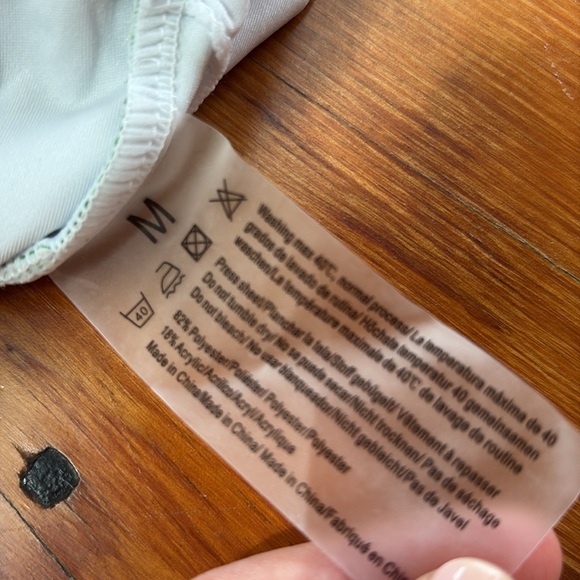 M
40
Washing max 40°C, normal process/ La temperatura máxima de 40
grados de lavado de rutina/ Höchste temperatur 40 gemeinsamen
waschen/La température maximale de 40°C de lavage de routine
Press sheet/Planchar la tela/Stoff gebügelt/ Vêtement à repasser
Do not tumble dry/ No se puede secar/Nicht trocknen/ Pas de séchage
Do not bleach/ No usar blanqueador/Nicht gebleicht/Pas de Javel
82% Polyester/Poliéster/ Polyester/Polyester
18% Acrylic/Acrílic/Acryl/Acrylique
Made in China/Made in China/ Made in China/Fabriqué en Chin